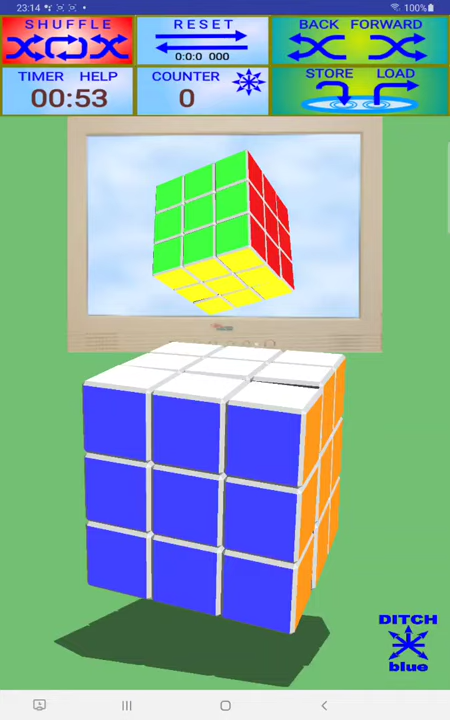 23:14
100%
SHUFFLE
RESET
0:0:0 000
BACK FORWARD
TIMER HELP
00:53
COUNTER
0
STORE LOAD
DITCH
blue